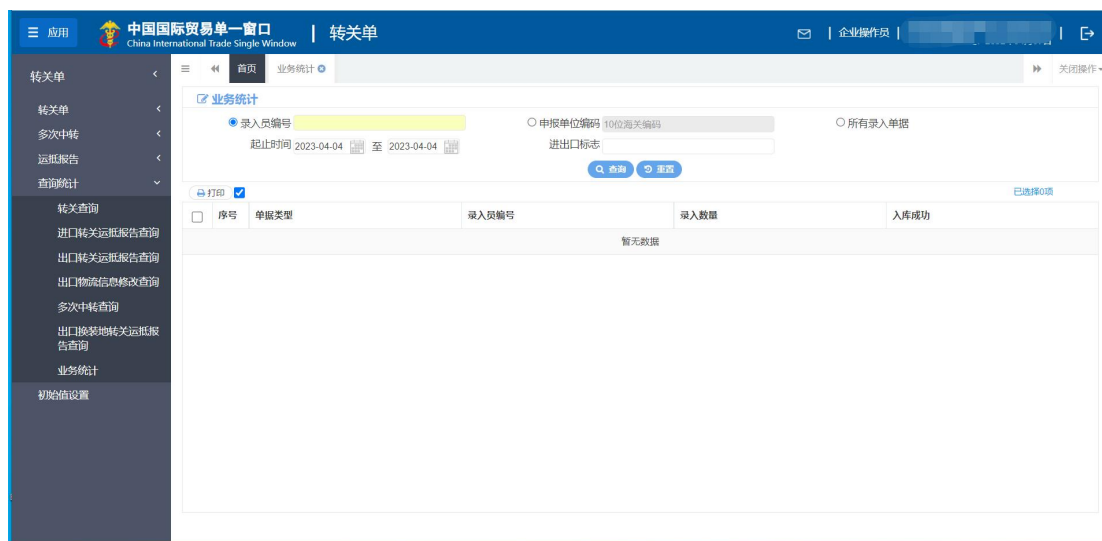 应用
中国国际贸易单一窗口
China International Trade Single Window
转关单
企业操作员
转关单
转关单
多次中转
运抵报告
查询统计
转关查询
进口转关运抵报告查询
出口转关运抵报告查询
出口物流信息修改查询
多次中转查询
出口换装地转关运抵报
告查询
业务统计
初始值设置
首页 业务统计 关闭操作
业务统计
录入员编号 申报单位编码 10位海关编码 所有录入单据
起止时间 2023-04-04 至 2023-04-04 进出口标志
查询 重置
打印 已选择0项
序号 单据类型 录入员编号 录入数量 入库成功
暂无数据